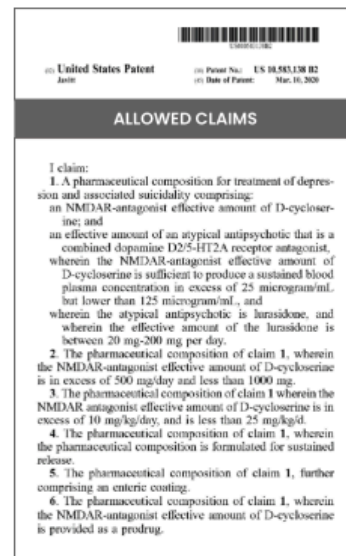 US010583138B2
(12) United States Patent
Javitt
(10) Patent No.: US 10,583,138 B2
(45) Date of Patent: Mar. 10, 2020
ALLOWED CLAIMS
I claim:
1. A pharmaceutical composition for treatment of depres-
sion and associated suicidality comprising:
an NMDAR-antagonist effective amount of D-cycloser-
ine; and
an effective amount of an atypical antipsychotic that is a
combined dopamine D2/5-HT2A receptor antagonist,
wherein the NMDAR-antagonist effective amount of
D-cycloserine is sufficient to produce a sustained blood
plasma concentration in excess of 25 microgram/mL
but lower than 125 microgram/mL, and
wherein the atypical antipsychotic is lurasidone, and
wherein the effective amount of the lurasidone is
between 20 mg-200 mg per day.
2. The pharmaceutical composition of claim 1, wherein
the NMDAR-antagonist effective amount of D-cycloserine
is in excess of 500 mg/day and less than 1000 mg.
3. The pharmaceutical composition of claim 1 wherein the
NMDAR antagonist effective amount of D-cycloserine is in
excess of 10 mg/kg/day, and is less than 25 mg/kg/d.
4. The pharmaceutical composition of claim 1, wherein
the pharmaceutical composition is formulated for sustained
release.
5. The pharmaceutical composition of claim 1, further
comprising an enteric coating.
6. The pharmaceutical composition of claim 1, wherein
the NMDAR-antagonist effective amount of D-cycloserine
is provided as a prodrug.